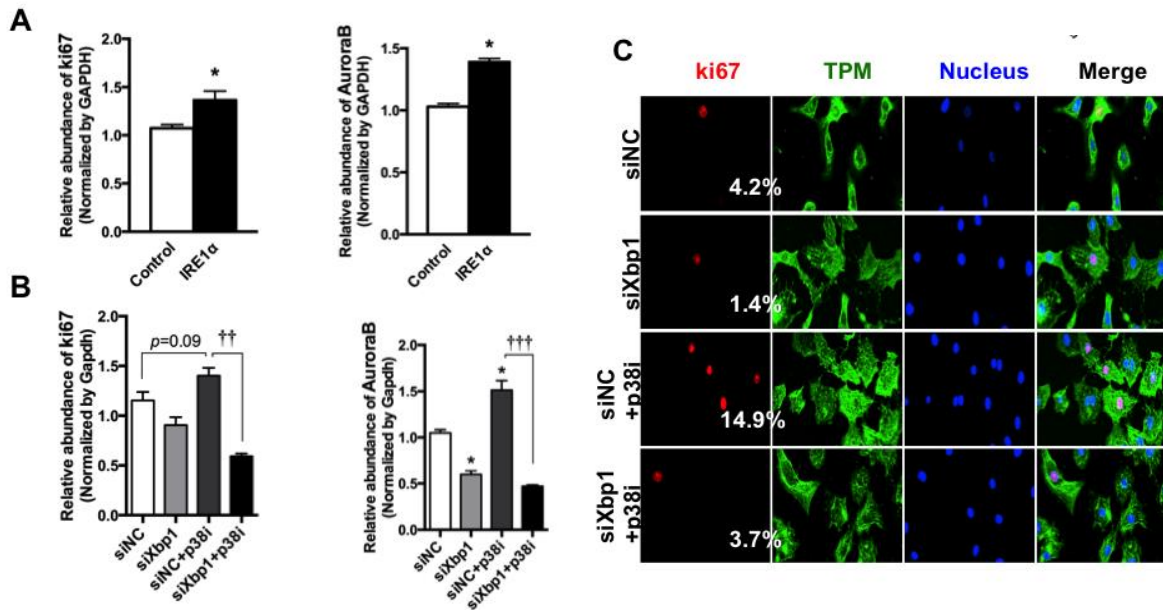 A
Relative abundance of ki67
(Normalized by GAPDH)
2.0
1.5
1.0
0.5
0.0
*
Control
IRE1α
Relative abundance of AuroraB
(Normalized by GAPDH)
1.5
1.0
0.5
0.0
*
Control
IRE1α
B
Relative abundance of ki67
(Normalized by Gapdh)
2.0
1.5
1.0
0.5
0.0
p=0.09
††
siNC
siXbp1
siNC+p38i
siXbp1+p38i
Relative abundance of AuroraB
(Normalized by Gapdh)
2.0
1.5
1.0
0.5
0.0
*
*
†††
siNC
siXbp1
siNC+p38i
siXbp1+p38i
C
ki67 TPM Nucleus Merge
siNC
4.2%
siXbp1
1.4%
siNC
+p38i
14.9%
siXbp1
+p38i
3.7%